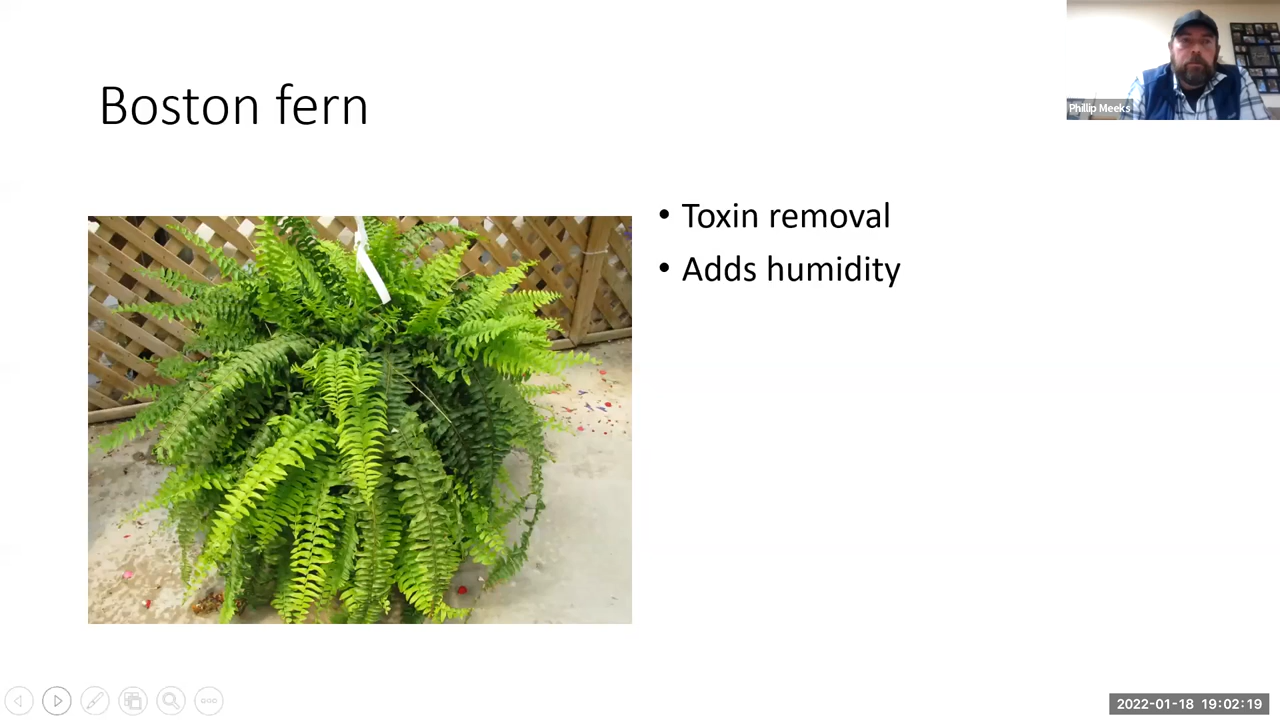 Boston fern
Phillip Meeks
• Toxin removal
• Adds humidity
2022-01-18 19:02:19